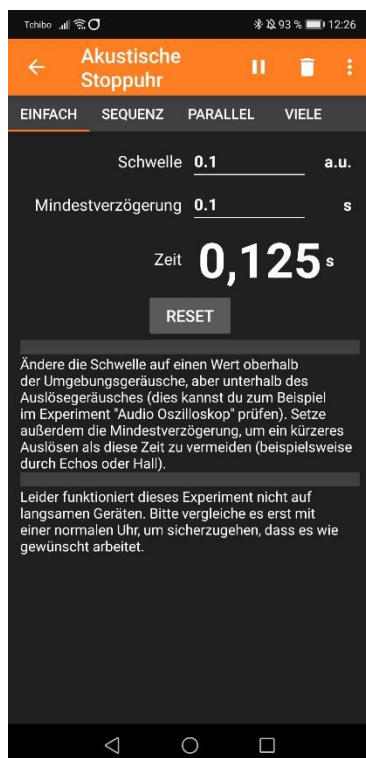 Tchibo 93 % 12:26
Akustische
Stoppuhr
EINFACH SEQUENZ PARALLEL VIELE
Schwelle 0.1 a.u.
Mindestverzögerung 0.1 s
Zeit 0,125 s
RESET
Ändere die Schwelle auf einen Wert oberhalb
der Umgebungsgeräusche, aber unterhalb des
Auslösegeräusches (dies kannst du zum Beispiel
im Experiment "Audio Oszilloskop" prüfen). Setze
außerdem die Mindestverzögerung, um ein kürzeres
Auslösen als diese Zeit zu vermeiden (beispielsweise
durch Echos oder Hall).
Leider funktioniert dieses Experiment nicht auf
langsamen Geräten. Bitte vergleiche es erst mit
einer normalen Uhr, um sicherzugehen, dass es wie
gewünscht arbeitet.